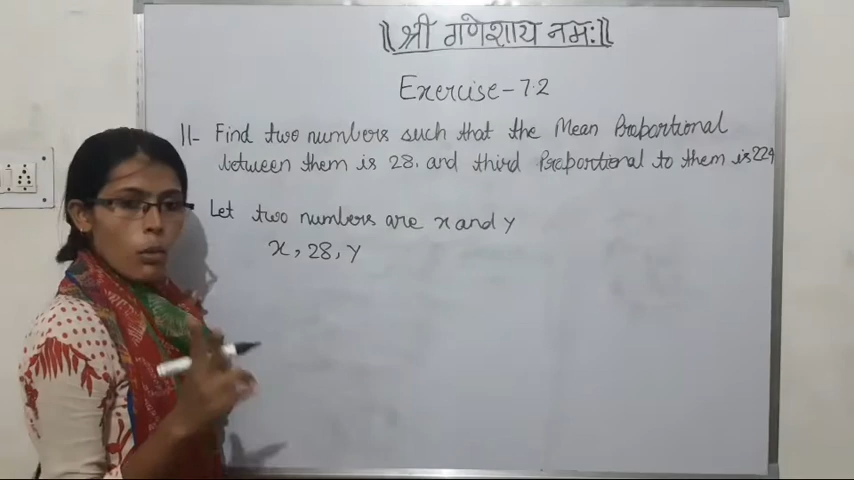 ॥ श्री गणेशाय नमः॥
Exercise-7.2
11- Find two numbers such that the Mean Proportional
between them is 28. and third Proportional to them is 224
Let two numbers are x and y
x, 28, y